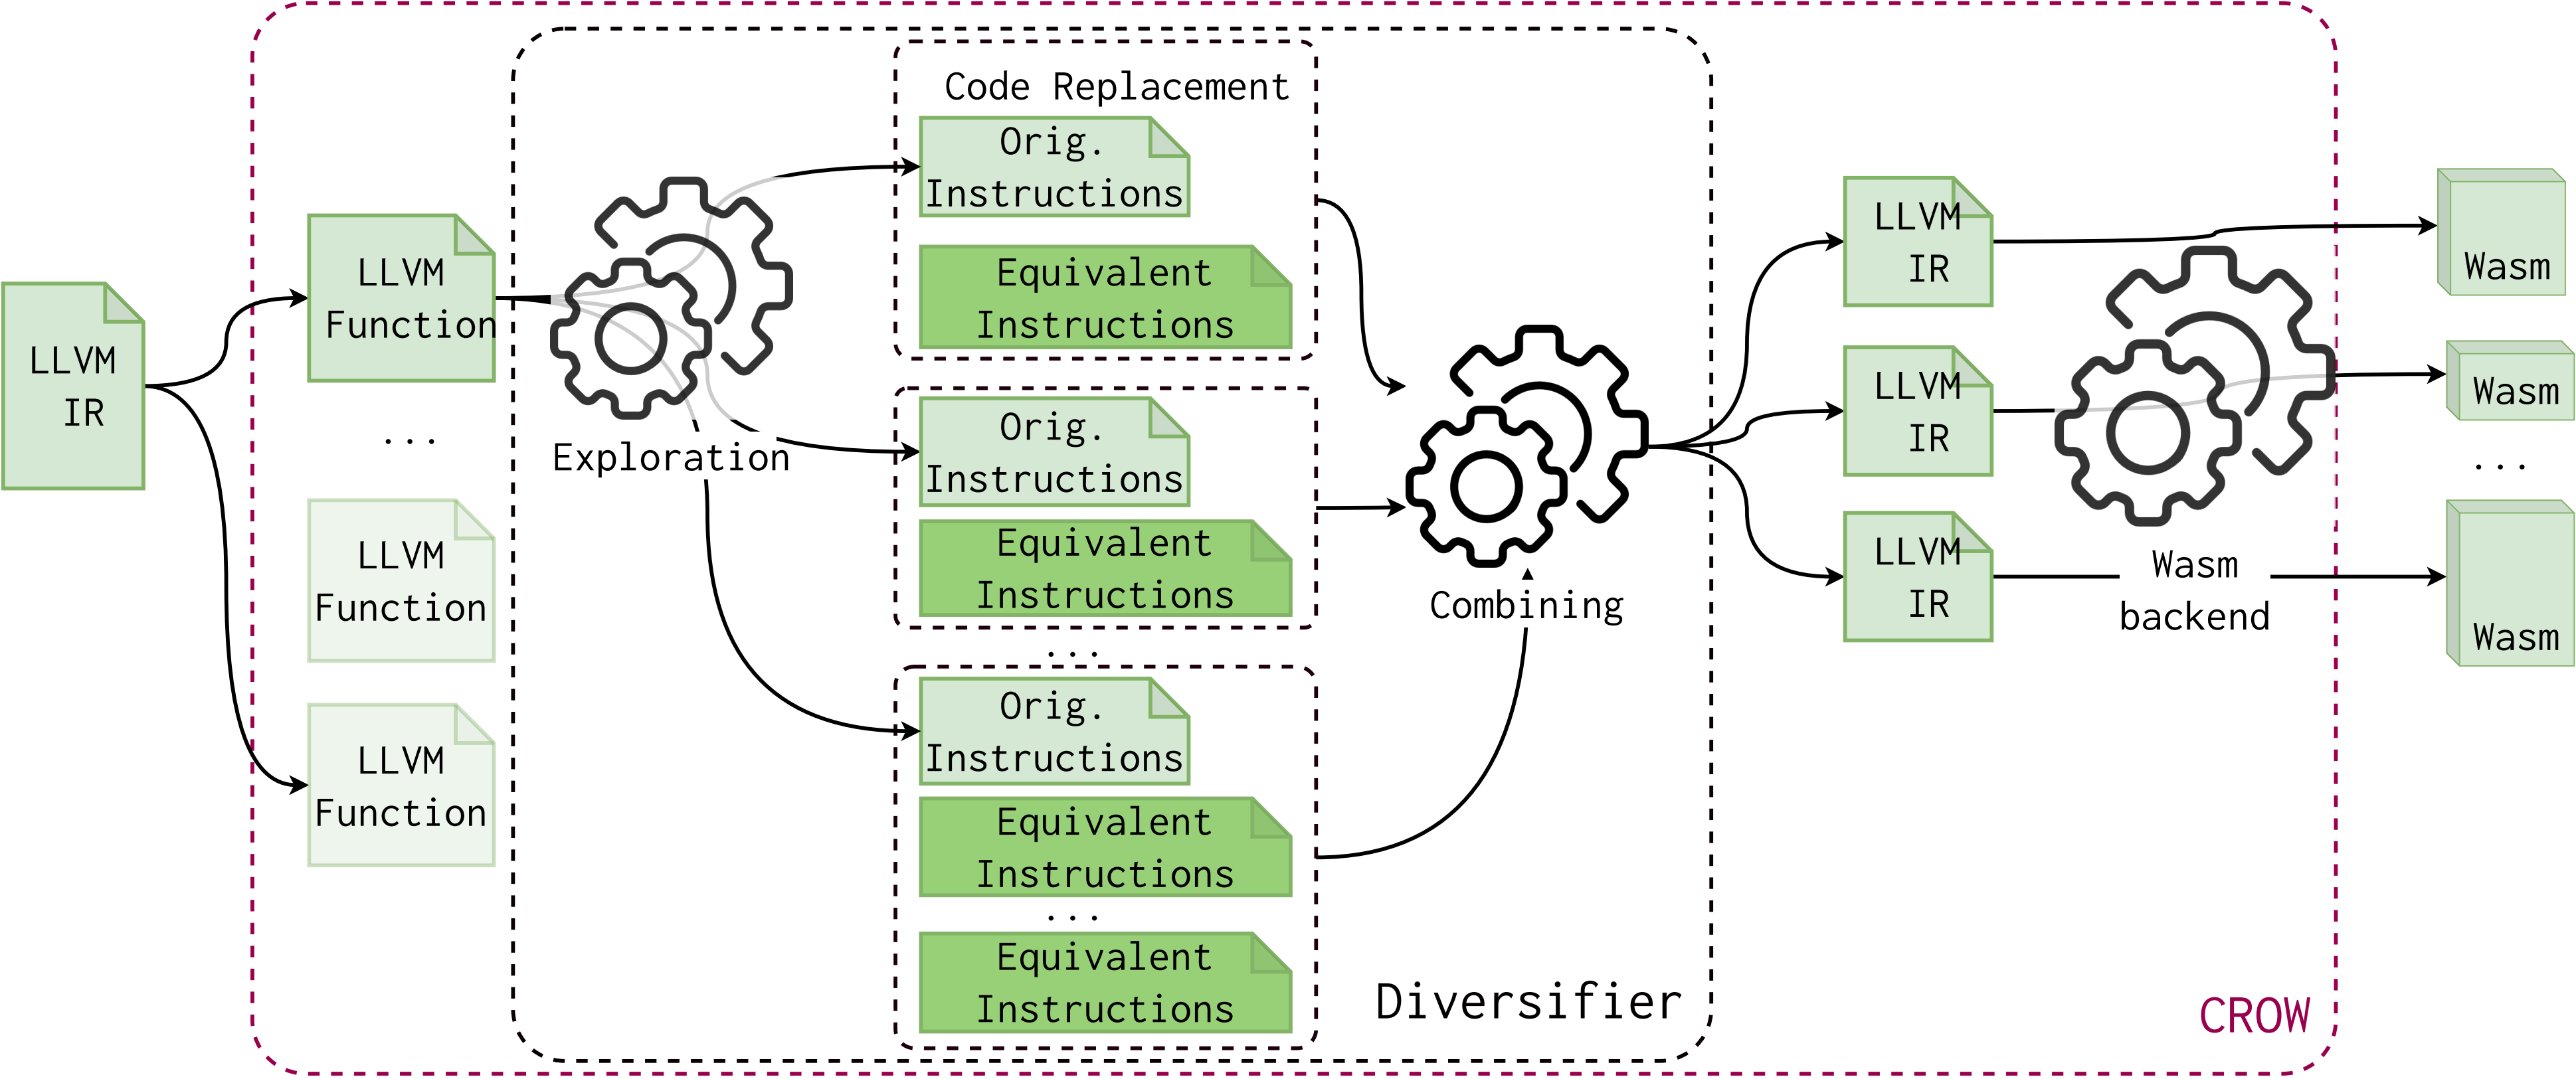 LLVM
IR
LLVM
Function
...
LLVM
Function
LLVM
Function
Exploration
Code Replacement
Orig.
Instructions
Equivalent
Instructions
Orig.
Instructions
Equivalent
Instructions
...
Orig.
Instructions
Equivalent
Instructions
...
Equivalent
Instructions
Combining
Diversifier
LLVM
IR
LLVM
IR
LLVM
IR
Wasm
backend
CROW
Wasm
Wasm
...
Wasm